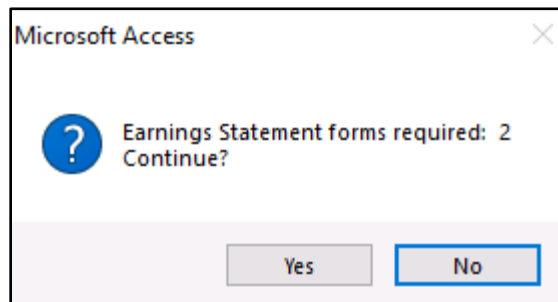 Microsoft Access
?
Earnings Statement forms required:  2
Continue?
Yes
No